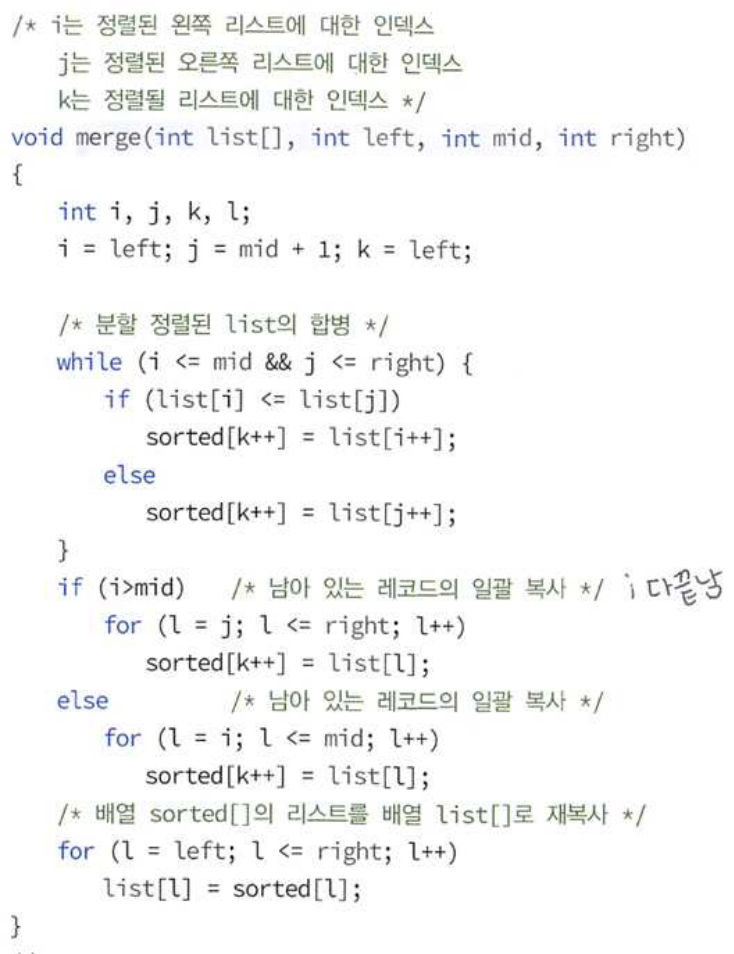 /* i는 정렬된 왼쪽 리스트에 대한 인덱스
   j는 정렬된 오른쪽 리스트에 대한 인덱스
   k는 정렬될 리스트에 대한 인덱스 */
void merge(int list[], int left, int mid, int right)
{
   int i, j, k, l;
   i = left; j = mid + 1; k = left;

   /* 분할 정렬된 list의 합병 */
   while (i <= mid && j <= right) {
      if (list[i] <= list[j])
         sorted[k++] = list[i++];
      else
         sorted[k++] = list[j++];
   }
   if (i>mid)   /* 남아 있는 레코드의 일괄 복사 */ i 다끝남
      for (l = j; l <= right; l++)
         sorted[k++] = list[l];
   else         /* 남아 있는 레코드의 일괄 복사 */
      for (l = i; l <= mid; l++)
         sorted[k++] = list[l];
   /* 배열 sorted[]의 리스트를 배열 list[]로 재복사 */
   for (l = left; l <= right; l++)
      list[l] = sorted[l];
}